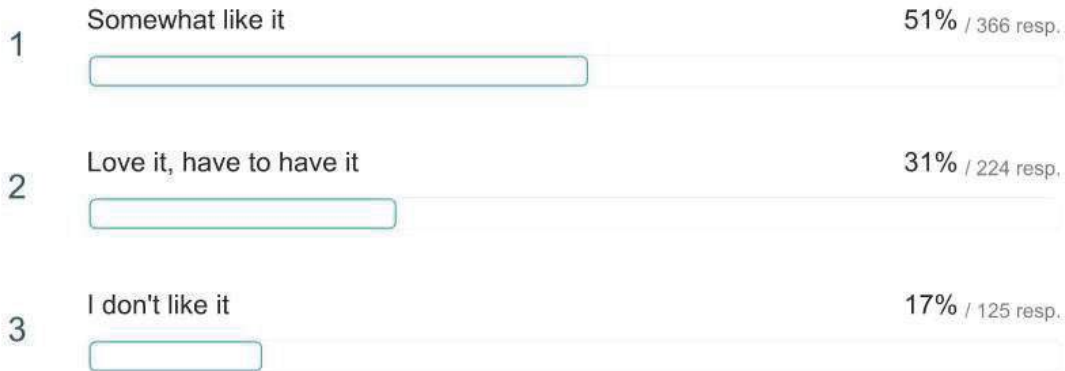 1 Somewhat like it 51% / 366 resp.
2 Love it, have to have it 31% / 224 resp.
3 I don't like it 17% / 125 resp.